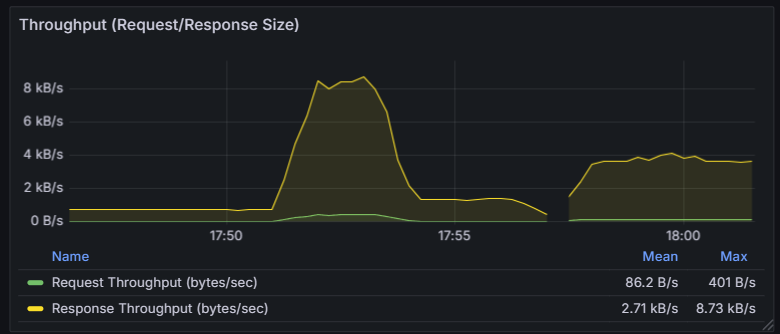 Throughput (Request/Response Size)
8 kB/s
6 kB/s
4 kB/s
2 kB/s
0 B/s
17:50 17:55 18:00
Name Mean Max
Request Throughput (bytes/sec) 86.2 B/s 401 B/s
Response Throughput (bytes/sec) 2.71 kB/s 8.73 kB/s